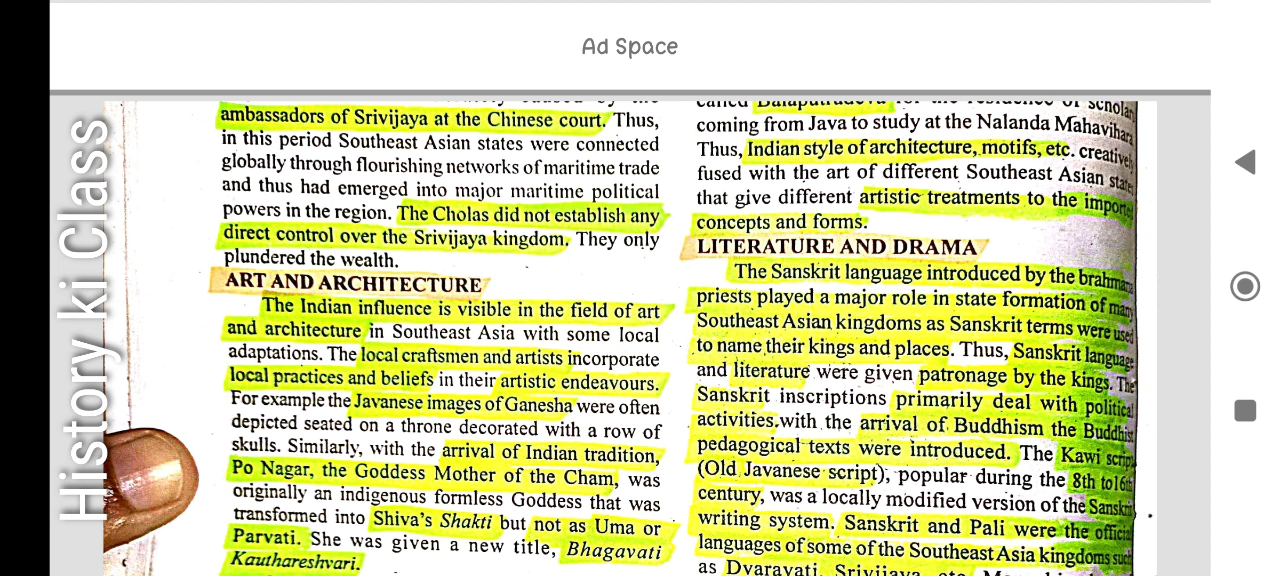 Ad Space
History ki Class
ambassadors of Srivijaya at the Chinese court. Thus,
in this period Southeast Asian states were connected
globally through flourishing networks of maritime trade
and thus had emerged into major maritime political
powers in the region. The Cholas did not establish any
direct control over the Srivijaya kingdom. They only
plundered the wealth.
ART AND ARCHITECTURE
The Indian influence is visible in the field of art
and architecture in Southeast Asia with some local
adaptations. The local craftsmen and artists incorporate
local practices and beliefs in their artistic endeavours.
For example the Javanese images of Ganesha were often
depicted seated on a throne decorated with a row of
skulls. Similarly, with the arrival of Indian tradition,
Po Nagar, the Goddess Mother of the Cham, was
originally an indigenous formless Goddess that was
transformed into Shiva's Shakti but not as Uma or
Parvati. She was given a new title, Bhagavati
Kauthareshvari.
called Balaputradeva for the residence of
coming from Java to study at the Nalanda Mahavihara
Thus, Indian style of architecture, motifs, etc.
fused with the art of different Southeast Asian
that give different artistic treatments to the
concepts and forms.
LITERATURE AND DRAMA
The Sanskrit language introduced by the
priests played a major role in state formation of many
Southeast Asian kingdoms as Sanskrit terms were used
to name their kings and places. Thus, Sanskrit language
and literature were given patronage by the kings. The
Sanskrit inscriptions primarily deal with political
activities.with the arrival of Buddhism the Buddhist
pedagogical texts were introduced. The Kawi script
(Old Javanese script), popular during the 8th to16th
century, was a locally modified version of the Sanskrit
writing system. Sanskrit and Pali were the official
languages of some of the Southeast Asia kingdoms such
as Dvaravati, Srivijaya, etc.